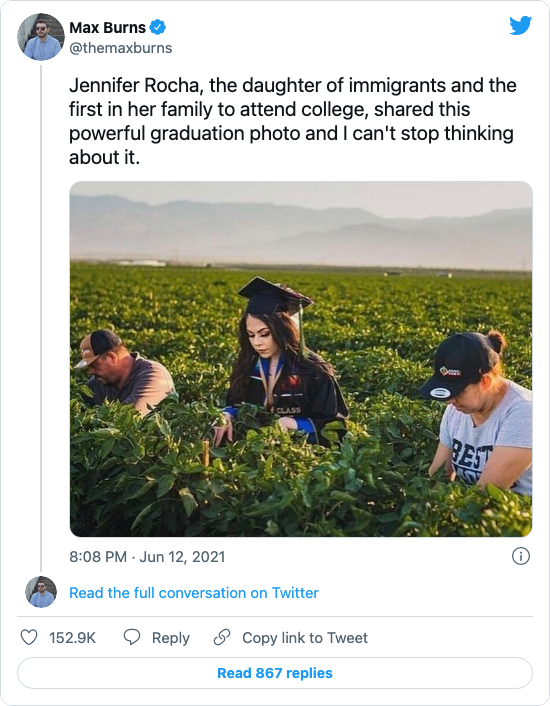 Max Burns
@themaxburns
Jennifer Rocha, the daughter of immigrants and the
first in her family to attend college, shared this
powerful graduation photo and I can't stop thinking
about it.
CLASS
BEST
8:08 PM · Jun 12, 2021
Read the full conversation on Twitter
152.9K Reply Copy link to Tweet
Read 867 replies